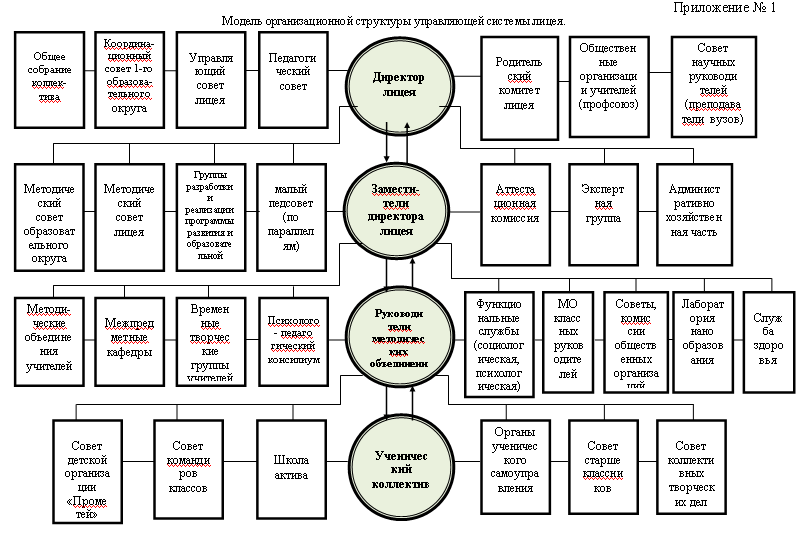 Приложение № 1
Модель организационной структуры управляющей системы лицея.
Общее
собрание
коллек-
тива
Координа-
ционный
совет 1-го
образова-
тельного
округа
Управля
ющий
совет
лицея
Педагоги
ческий
совет
Директор
лицея
Родитель
ский
комитет
лицея
Обществен
ные
организаци
и учителей
(профсоюз)
Совет
научных
руководи
телей
(преподава
тели вузов)
Методиче
ский
совет
образоват
ельного
округа
Методиче
ский
совет
лицея
Группы
разработки
и
реализации
программы
развития и
образовате
льной
малый
педсовет
(по
параллел
ям)
Замести-
тели
директора
лицея
Аттеста
ционная
комиссия
Эксперт
ная
группа
Админист
ративно
хозяйствен
ная часть
Методи-
ческие
объедине
ния
учителей
Межпред
метные
кафедры
Времен
ные
творчес
кие
группы
учителей
Психолого
- педаго
гический
консилиум
Руководи
тели
методичес
ких
объединени
Функцио
нальные
службы
(социолог
ическая,
психолог
ическая)
МО
класс
ных
руков
одите
лей
Советы,
комис
сии
обществ
енных
организа
ций
Лаборат
ория
нано
образов
ания
Служ
ба
здоро
вья
Совет
детской
организа
ции
«Проме
тей»
Совет
команди
ров
классов
Школа
актива
Ученичес
кий
коллектив
Органы
ученичес
кого
самоупра
вления
Совет
старше
классни
ков
Совет
коллекти
вных
творческ
их дел